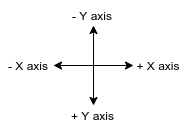 - Y axis
- X axis
+ X axis
+ Y axis